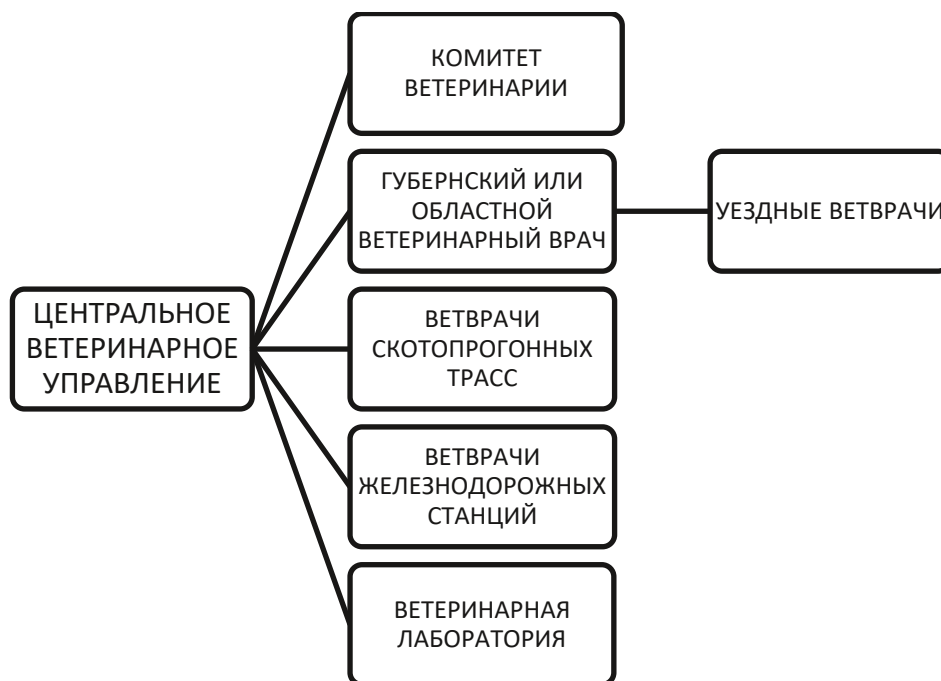 КОМИТЕТ
ВЕТЕРИНАРИИ
ГУБЕРНСКИЙ ИЛИ
ОБЛАСТНОЙ
ВЕТЕРИНАРНЫЙ ВРАЧ
УЕЗДНЫЕ ВЕТВРАЧИ
ЦЕНТРАЛЬНОЕ
ВЕТЕРИНАРНОЕ
УПРАВЛЕНИЕ
ВЕТВРАЧИ
СКОТОПРОГОННЫХ
ТРАСС
ВЕТВРАЧИ
ЖЕЛЕЗНОДОРОЖНЫХ
СТАНЦИЙ
ВЕТЕРИНАРНАЯ
ЛАБОРАТОРИЯ